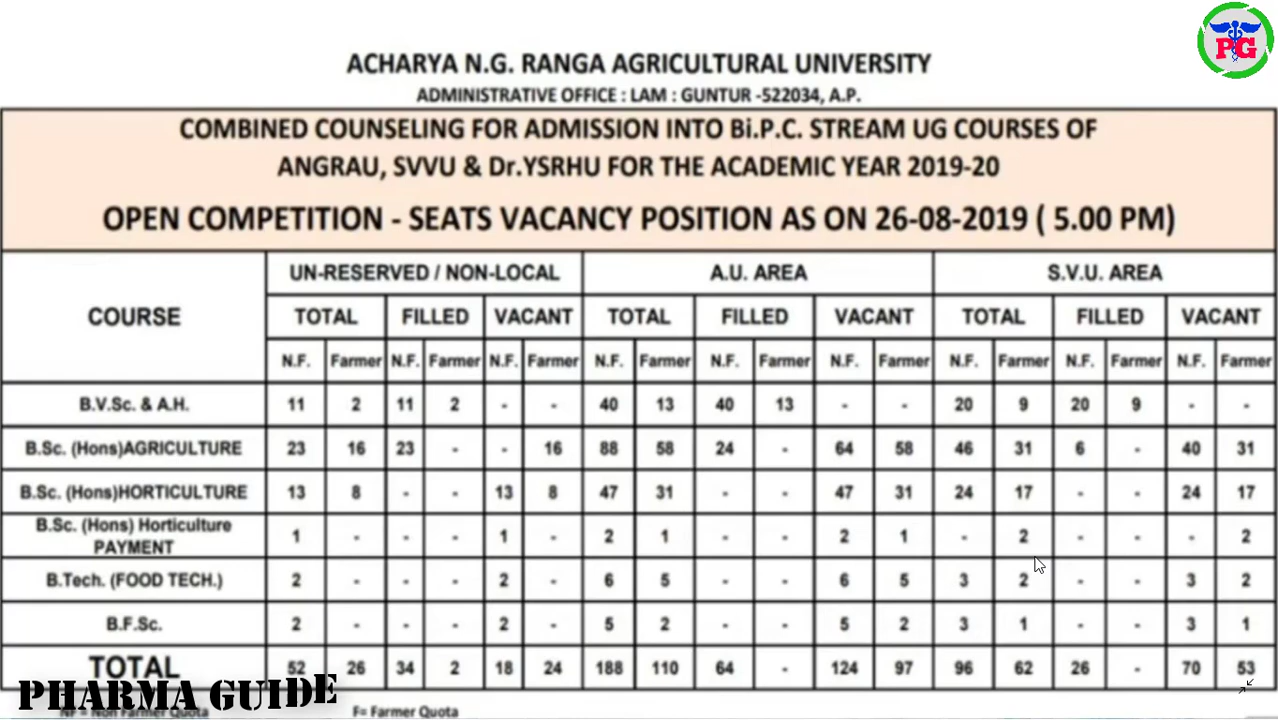 PG
ACHARYA N.G. RANGA AGRICULTURAL UNIVERSITY
ADMINISTRATIVE OFFICE : LAM : GUNTUR -522034, A.P.
COMBINED COUNSELING FOR ADMISSION INTO Bi.P.C. STREAM UG COURSES OF
ANGRAU, SVVU & Dr.YSRHU FOR THE ACADEMIC YEAR 2019-20
OPEN COMPETITION - SEATS VACANCY POSITION AS ON 26-08-2019 ( 5.00 PM)
COURSE UN-RESERVED / NON-LOCAL A.U. AREA S.V.U. AREA
TOTAL FILLED VACANT TOTAL FILLED VACANT TOTAL FILLED VACANT
N.F. Farmer N.F. Farmer N.F. Farmer N.F. Farmer N.F. Farmer N.F. Farmer N.F. Farmer N.F. Farmer N.F. Farmer
B.V.Sc. & A.H. 11 2 11 2 - - 40 13 40 13 - - 20 9 20 9 - -
B.Sc. (Hons)AGRICULTURE 23 16 23 - - 16 88 58 24 - 64 58 46 31 6 - 40 31
B.Sc. (Hons)HORTICULTURE 13 8 - - 13 8 47 31 - - 47 31 24 17 - - 24 17
B.Sc. (Hons) Horticulture
PAYMENT 1 - - - 1 - 2 1 - - 2 1 - 2 - - - 2
B.Tech. (FOOD TECH.) 2 - - - 2 - 6 5 - - 6 5 3 2 - - 3 2
B.F.Sc. 2 - - - 2 - 5 2 - - 5 2 3 1 - - 3 1
TOTAL 52 26 34 2 18 24 188 110 64 - 124 97 96 62 26 - 70 53
PHARMA GUIDE
NF = Non Farmer Quota F= Farmer Quota